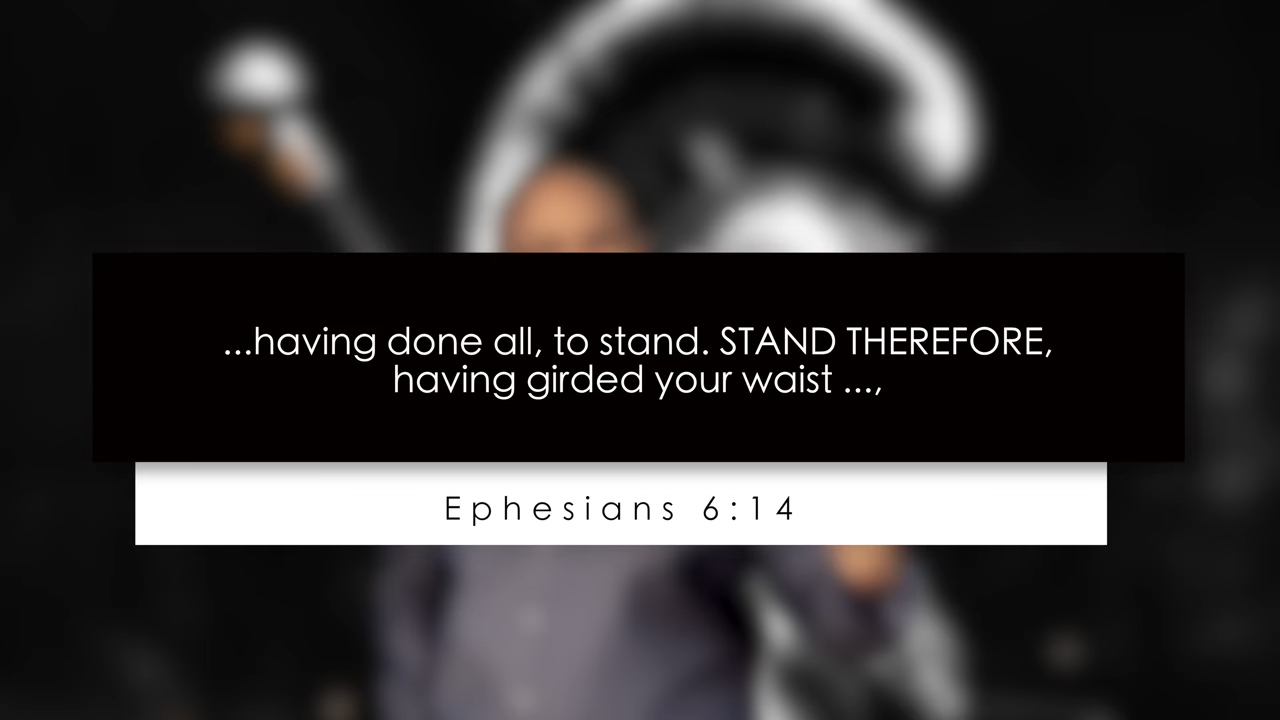 ...having done all, to stand. STAND THEREFORE,
having girded your waist ...,
Ephesians 6:14